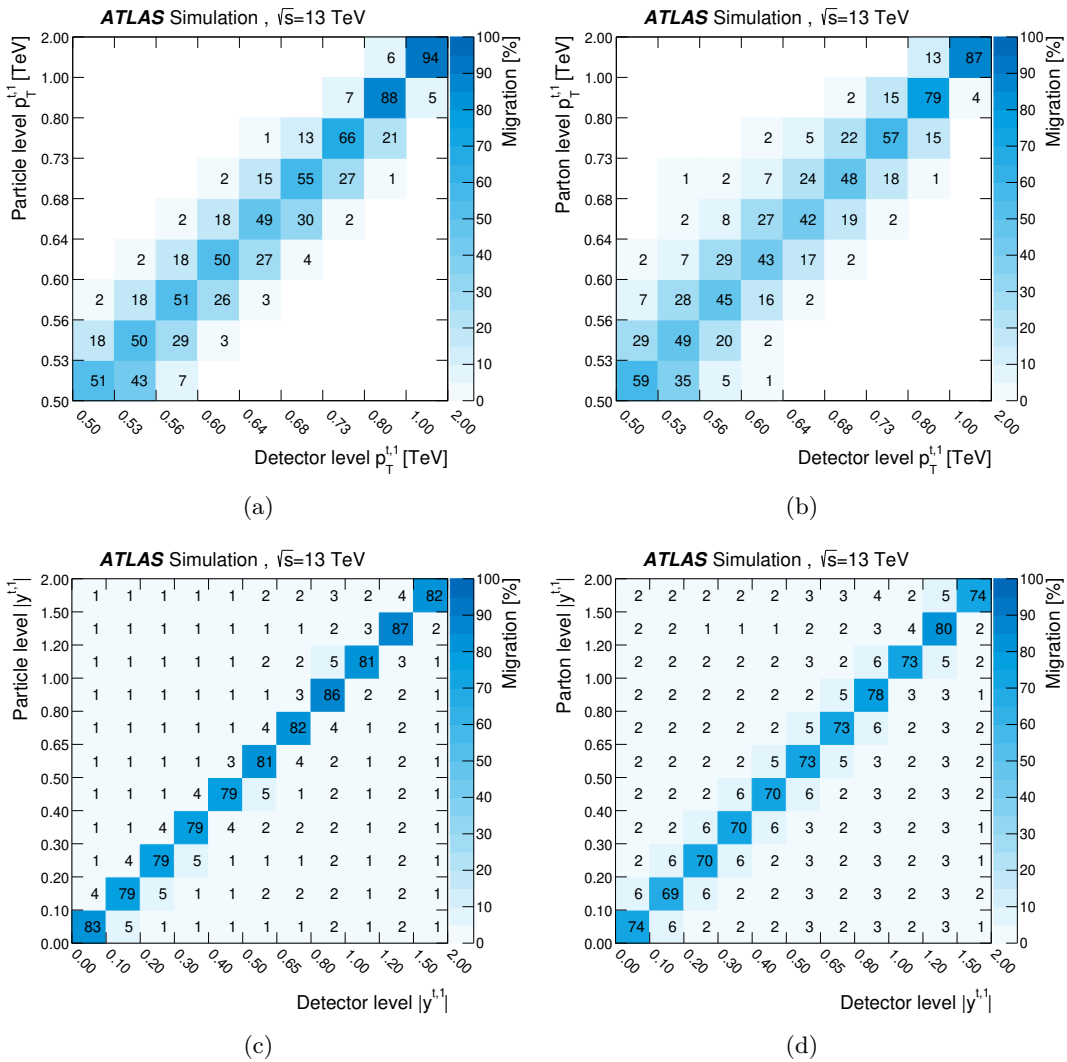 ATLAS Simulation , √s=13 TeV
Particle level p_T^{t,1} [TeV]
2.00
1.00
0.80
0.73
0.68
0.64
0.60
0.56
0.53
0.50
6 94
7 88 5
1 13 66 21
2 15 55 27 1
2 18 49 30 2
2 18 50 27 4
2 18 51 26 3
18 50 29 3
51 43 7
0.50 0.53 0.56 0.60 0.64 0.68 0.73 0.80 1.00 2.00
Detector level p_T^{t,1} [TeV]
100
90
80
70
60
50
40
30
20
10
0
Migration [%]
(a)
ATLAS Simulation , √s=13 TeV
Parton level p_T^{t,1} [TeV]
2.00
1.00
0.80
0.73
0.68
0.64
0.60
0.56
0.53
0.50
13 87
2 15 79 4
2 5 22 57 15
1 2 7 24 48 18 1
2 8 27 42 19 2
2 7 29 43 17 2
7 28 45 16 2
29 49 20 2
59 35 5 1
0.50 0.53 0.56 0.60 0.64 0.68 0.73 0.80 1.00 2.00
Detector level p_T^{t,1} [TeV]
100
90
80
70
60
50
40
30
20
10
0
Migration [%]
(b)
ATLAS Simulation , √s=13 TeV
Particle level |y^{t,1}|
2.00
1.50
1.20
1.00
0.80
0.65
0.50
0.40
0.30
0.20
0.10
0.00
1 1 1 1 1 2 2 3 2 4 82
1 1 1 1 1 1 1 2 3 87 2
1 1 1 1 1 2 2 5 81 3 1
1 1 1 1 1 1 3 86 2 2 1
1 1 1 1 1 4 82 4 1 2 1
1 1 1 1 3 81 4 2 1 2 1
1 1 1 4 79 5 1 2 1 2 1
1 1 4 79 4 2 2 2 1 2 1
1 4 79 5 1 1 1 2 2 2 1
4 79 5 1 1 2 2 2 1 2 1
83 5 1 1 1 1 1 2 2 2 1
0.00 0.10 0.20 0.30 0.40 0.50 0.65 0.80 1.00 1.20 1.50 2.00
Detector level |y^{t,1}|
100
90
80
70
60
50
40
30
20
10
0
Migration [%]
(c)
ATLAS Simulation , √s=13 TeV
Parton level |y^{t,1}|
2.00
1.50
1.20
1.00
0.80
0.65
0.50
0.40
0.30
0.20
0.10
0.00
2 2 2 2 2 3 3 4 2 5 74
2 2 1 1 1 2 2 3 4 80 2
2 2 2 2 2 3 2 6 73 5 2
2 2 2 2 2 2 5 78 3 3 1
2 2 2 2 2 5 73 6 2 3 1
2 2 2 2 5 73 5 3 2 3 2
2 2 2 6 70 6 2 3 2 3 2
2 2 6 70 6 3 2 3 2 3 1
2 6 70 6 2 2 3 3 2 3 1
6 69 6 2 2 3 2 3 2 3 2
74 6 2 2 2 2 2 3 2 3 1
0.00 0.10 0.20 0.30 0.40 0.50 0.65 0.80 1.00 1.20 1.50 2.00
Detector level |y^{t,1}|
100
90
80
70
60
50
40
30
20
10
0
Migration [%]
(d)